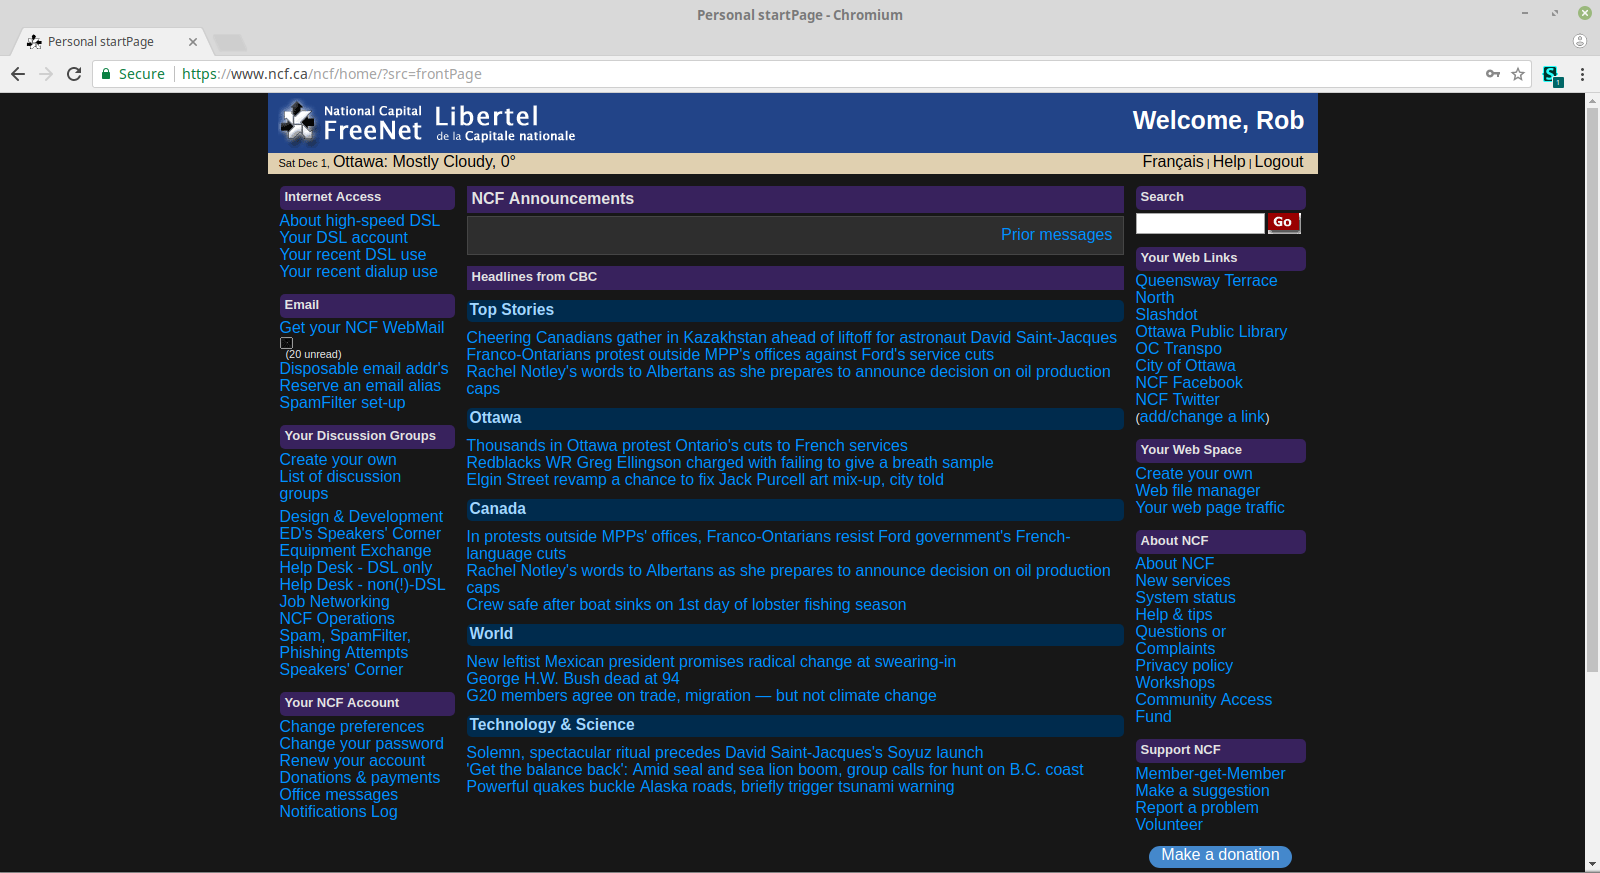 Personal startPage - Chromium
Personal startPage
Secure
https://www.ncf.ca/ncf/home/?src=frontPage
S
1
National Capital
FreeNet
Libertel
de la Capitale nationale
Welcome, Rob
Sat Dec 1, Ottawa: Mostly Cloudy, 0°
Français | Help | Logout
Internet Access
About high-speed DSL
Your DSL account
Your recent DSL use
Your recent dialup use
Email
Get your NCF WebMail
(20 unread)
Disposable email addr's
Reserve an email alias
SpamFilter set-up
Your Discussion Groups
Create your own
List of discussion
groups
Design & Development
ED's Speakers' Corner
Equipment Exchange
Help Desk - DSL only
Help Desk - non(!)-DSL
Job Networking
NCF Operations
Spam, SpamFilter,
Phishing Attempts
Speakers' Corner
Your NCF Account
Change preferences
Change your password
Renew your account
Donations & payments
Office messages
Notifications Log
NCF Announcements
Prior messages
Headlines from CBC
Top Stories
Cheering Canadians gather in Kazakhstan ahead of liftoff for astronaut David Saint-Jacques
Franco-Ontarians protest outside MPP's offices against Ford's service cuts
Rachel Notley's words to Albertans as she prepares to announce decision on oil production
caps
Ottawa
Thousands in Ottawa protest Ontario's cuts to French services
Redblacks WR Greg Ellingson charged with failing to give a breath sample
Elgin Street revamp a chance to fix Jack Purcell art mix-up, city told
Canada
In protests outside MPPs' offices, Franco-Ontarians resist Ford government's French-
language cuts
Rachel Notley's words to Albertans as she prepares to announce decision on oil production
caps
Crew safe after boat sinks on 1st day of lobster fishing season
World
New leftist Mexican president promises radical change at swearing-in
George H.W. Bush dead at 94
G20 members agree on trade, migration — but not climate change
Technology & Science
Solemn, spectacular ritual precedes David Saint-Jacques's Soyuz launch
'Get the balance back': Amid seal and sea lion boom, group calls for hunt on B.C. coast
Powerful quakes buckle Alaska roads, briefly trigger tsunami warning
Search
Go
Your Web Links
Queensway Terrace
North
Slashdot
Ottawa Public Library
OC Transpo
City of Ottawa
NCF Facebook
NCF Twitter
(add/change a link)
Your Web Space
Create your own
Web file manager
Your web page traffic
About NCF
About NCF
New services
System status
Help & tips
Questions or
Complaints
Privacy policy
Workshops
Community Access
Fund
Support NCF
Member-get-Member
Make a suggestion
Report a problem
Volunteer
Make a donation